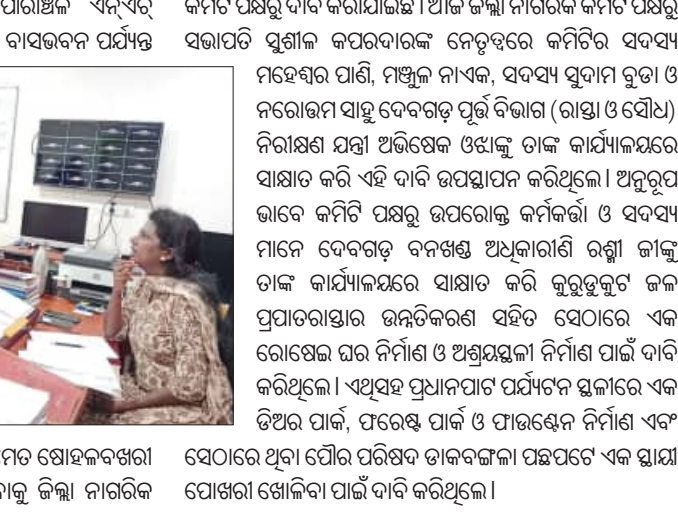 ପାରାଞ୍ଚଳ ଏନ୍ଏଚ୍
ବାସଭବନ ପର୍ଯ୍ୟନ୍ତ
ଷୋହଳବଖରୀ
ଜିଲ୍ଲା ନାଗରିକ
କମିଟି ପକ୍ଷରୁ ଦାବି କରାଯାଇଛି । ଆଜି ଜିଲ୍ଲା ନାଗରିକ କମିଟି ପକ୍ଷରୁ
ସଭାପତି ସୁଶୀଳ କପରଦାରଙ୍କ ନେତୃତ୍ୱରେ କମିଟିର ସଦସ୍ୟ
ମହେଶ୍ୱର ପାଣି, ମଞ୍ଜୁଳ ନାଏକ, ସଦସ୍ୟ ସୁଦାମ ବୁଡା ଓ
ନରୋତ୍ତମ ସାହୁ ଦେବଗଡ଼ ପୂର୍ତ୍ତ ବିଭାଗ (ରାସ୍ତା ଓ ସୌଧ)
ନିରୀକ୍ଷଣ ଯନ୍ତ୍ରୀ ଅଭିଷେକ ଓଝାଙ୍କୁ ତାଙ୍କ କାର୍ଯ୍ୟାଳୟରେ
ସାକ୍ଷାତ କରି ଏହି ଦାବି ଉପସ୍ଥାପନ କରିଥିଲେ। ଅନୁରୂପ
ଭାବେ କମିଟି ପକ୍ଷରୁ ଉପରୋକ୍ତ କର୍ମକର୍ତ୍ତା ଓ ସଦସ୍ୟ
ମାନେ ଦେବଗଡ଼ ବନଖଣ୍ଡ ଅଧିକାରୀଣି ରଶ୍ମୀ ଜୀଙ୍କୁ
ତାଙ୍କ କାର୍ଯ୍ୟାଳୟରେ ସାକ୍ଷାତ କରି କୁରୁଡୁକୁଟ ଜଳ
ପ୍ରପାତରାସ୍ତାର ଉନ୍ନତିକରଣ ସହିତ ସେଠାରେ ଏକ
ରୋଷେଇ ଘର ନିର୍ମାଣ ଓ ଅଶ୍ରୟସ୍ଥଳୀ ନିର୍ମାଣ ପାଇଁ ଦାବି
କରିଥିଲେ। ଏଥିସହ ପ୍ରଧାନପାଟ ପର୍ଯ୍ୟଟନ ସ୍ଥଳୀରେ ଏକ
ଡିଅର ପାର୍କ, ଫରେଷ୍ଟ ପାର୍କ ଓ ଫାଉଣ୍ଟେନ ନିର୍ମାଣ ଏବଂ
ସେଠାରେ ଥିବା ପୌର ପରିଷଦ ଡାକବଙ୍ଗଳା ପଛପଟେ ଏକ ସ୍ଥାୟୀ
ପୋଖରୀ ଖୋଳିବା ପାଇଁ ଦାବି କରିଥିଲେ।